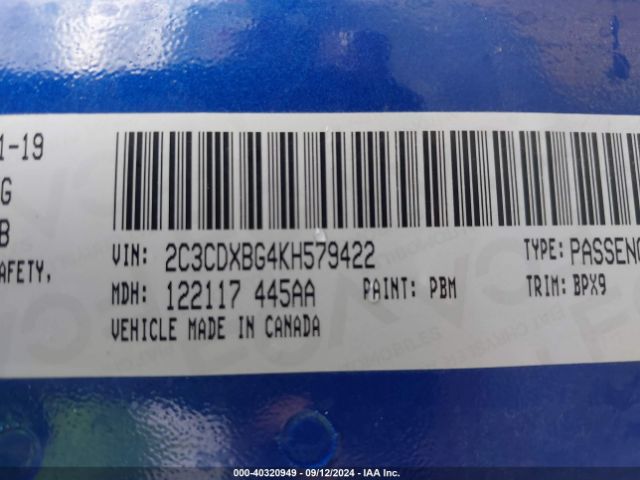 1-19
G
B
AFETY,
VIN: 2C3CDXBG4KH579422
TYPE: PASSENG
MDH: 122117 445AA
PAINT: PBM
TRIM: BPX9
VEHICLE MADE IN CANADA
000-40320949 - 09/12/2024 - IAA Inc.